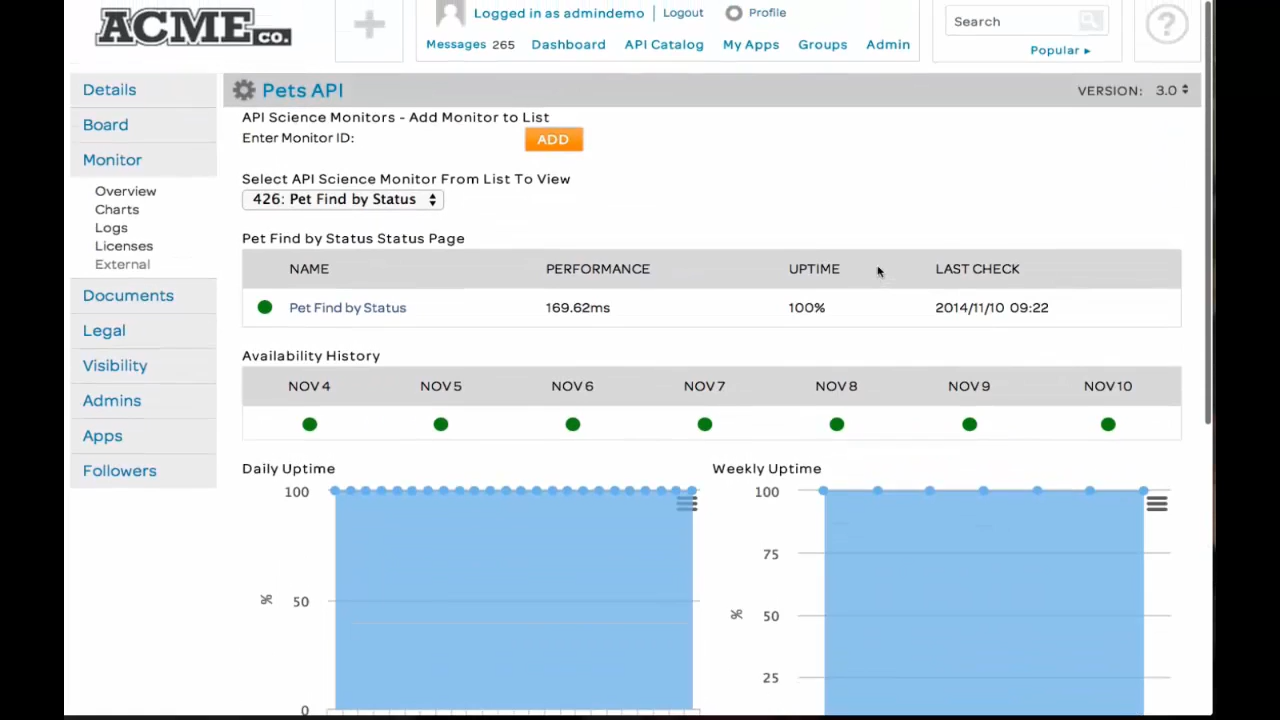 ACME co.
Logged in as admindemo | Logout Profile
Messages 265 Dashboard API Catalog My Apps Groups Admin
Search
Popular ▸
?
Details
Board
Monitor
Overview
Charts
Logs
Licenses
External
Documents
Legal
Visibility
Admins
Apps
Followers
Pets API
VERSION: 3.0
API Science Monitors - Add Monitor to List
Enter Monitor ID:
ADD
Select API Science Monitor From List To View
426: Pet Find by Status
Pet Find by Status Status Page
NAME PERFORMANCE UPTIME LAST CHECK
Pet Find by Status 169.62ms 100% 2014/11/10 09:22
Availability History
NOV 4 NOV 5 NOV 6 NOV 7 NOV 8 NOV 9 NOV 10
Daily Uptime
100
% 50
0
Weekly Uptime
100
75
% 50
25